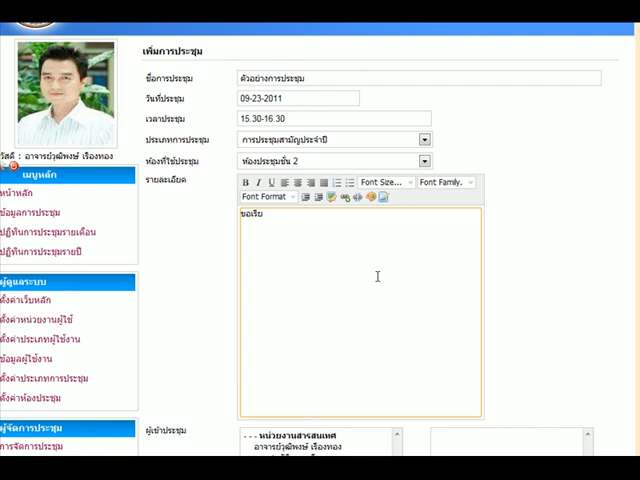 เพิ่มการประชุม
ชื่อการประชุม ตัวอย่างการประชุม
วันที่ประชุม 09-23-2011
เวลาประชุม 15.30-16.30
ประเภทการประชุม การประชุมสามัญประจำปี
ห้องที่ใช้ประชุม ห้องประชุมชั้น 2
รายละเอียด
B I U Font Size... Font Family.
Font Format
ขอเรีย
วัสดี : อาจารย์วุฒิพงษ์ เรืองทอง
เมนูหลัก
หน้าหลัก
ข้อมูลการประชุม
ปฏิทินการประชุมรายเดือน
ปฏิทินการประชุมรายปี
ผู้ดูแลระบบ
ตั้งค่าเว็บหลัก
ตั้งค่าหน่วยงานผู้ใช้
ตั้งค่าประเภทผู้ใช้งาน
ข้อมูลผู้ใช้งาน
ตั้งค่าประเภทการประชุม
ตั้งค่าห้องประชุม
ผู้จัดการประชุม
การจัดการประชุม
ผู้เข้าประชุม
- - - หน่วยงานสารสนเทศ
อาจารย์วุฒิพงษ์ เรืองทอง